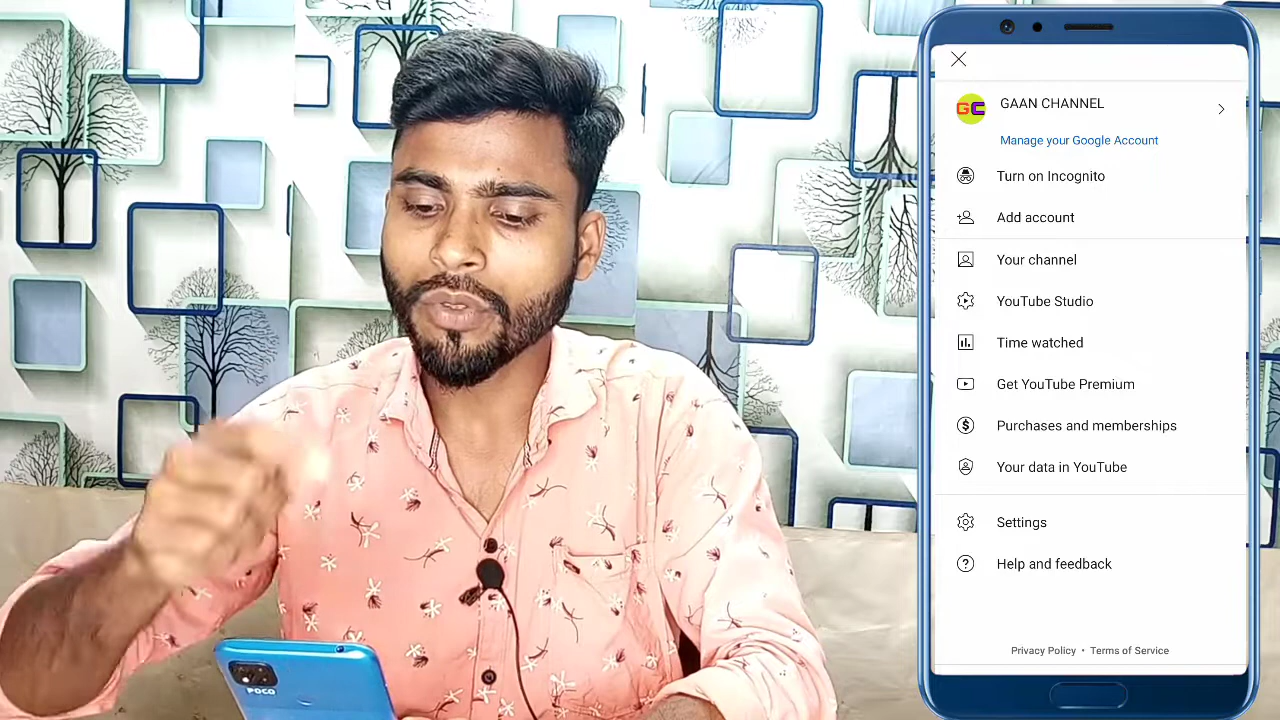 GC GAAN CHANNEL
Manage your Google Account
Turn on Incognito
Add account
Your channel
YouTube Studio
Time watched
Get YouTube Premium
Purchases and memberships
Your data in YouTube
Settings
Help and feedback
Privacy Policy • Terms of Service
POCO